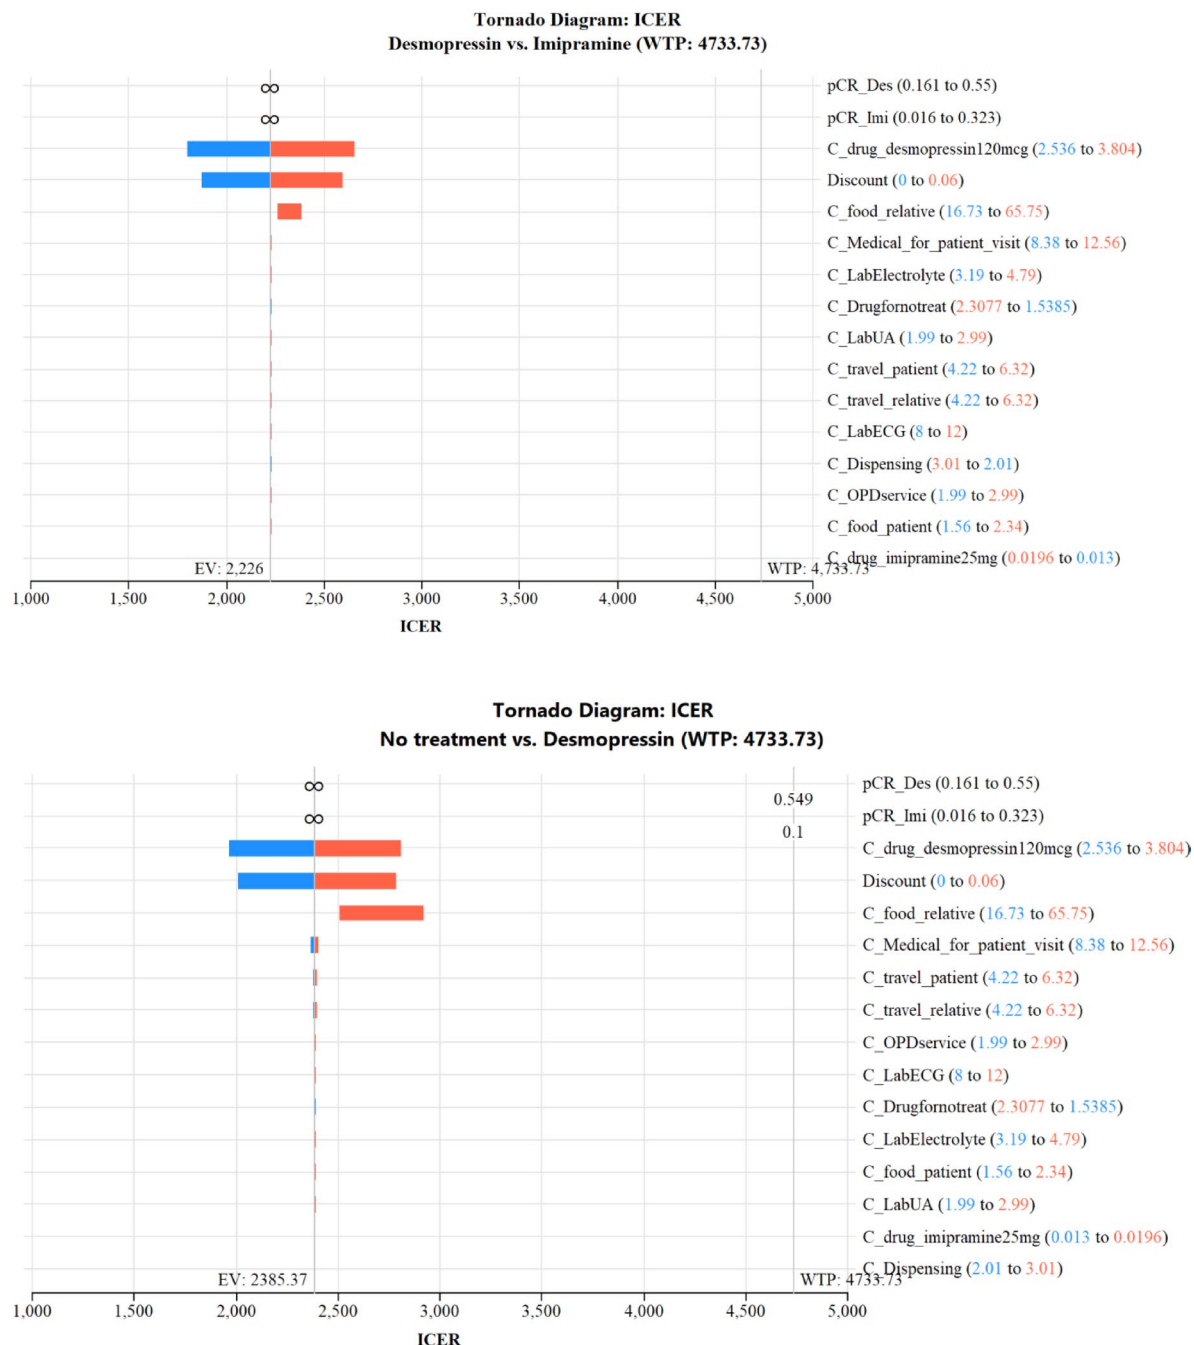 Tornado Diagram: ICER
Desmopressin vs. Imipramine (WTP: 4733.73)
∞ pCR_Des (0.161 to 0.55)
∞ pCR_Imi (0.016 to 0.323)
C_drug_desmopressin120mcg (2.536 to 3.804)
Discount (0 to 0.06)
C_food_relative (16.73 to 65.75)
C_Medical_for_patient_visit (8.38 to 12.56)
C_LabElectrolyte (3.19 to 4.79)
C_Drugfornotreat (2.3077 to 1.5385)
C_LabUA (1.99 to 2.99)
C_travel_patient (4.22 to 6.32)
C_travel_relative (4.22 to 6.32)
C_LabECG (8 to 12)
C_Dispensing (3.01 to 2.01)
C_OPDservice (1.99 to 2.99)
C_food_patient (1.56 to 2.34)
C_drug_imipramine25mg (0.0196 to 0.013)
EV: 2,226 WTP: 4,733.73
1,000 1,500 2,000 2,500 3,000 3,500 4,000 4,500 5,000
ICER
Tornado Diagram: ICER
No treatment vs. Desmopressin (WTP: 4733.73)
∞ pCR_Des (0.161 to 0.55)
0.549
∞ pCR_Imi (0.016 to 0.323)
0.1
C_drug_desmopressin120mcg (2.536 to 3.804)
Discount (0 to 0.06)
C_food_relative (16.73 to 65.75)
C_Medical_for_patient_visit (8.38 to 12.56)
C_travel_patient (4.22 to 6.32)
C_travel_relative (4.22 to 6.32)
C_OPDservice (1.99 to 2.99)
C_LabECG (8 to 12)
C_Drugfornotreat (2.3077 to 1.5385)
C_LabElectrolyte (3.19 to 4.79)
C_food_patient (1.56 to 2.34)
C_LabUA (1.99 to 2.99)
C_drug_imipramine25mg (0.013 to 0.0196)
C_Dispensing (2.01 to 3.01)
EV: 2385.37 WTP: 4733.73
1,000 1,500 2,000 2,500 3,000 3,500 4,000 4,500 5,000
ICER